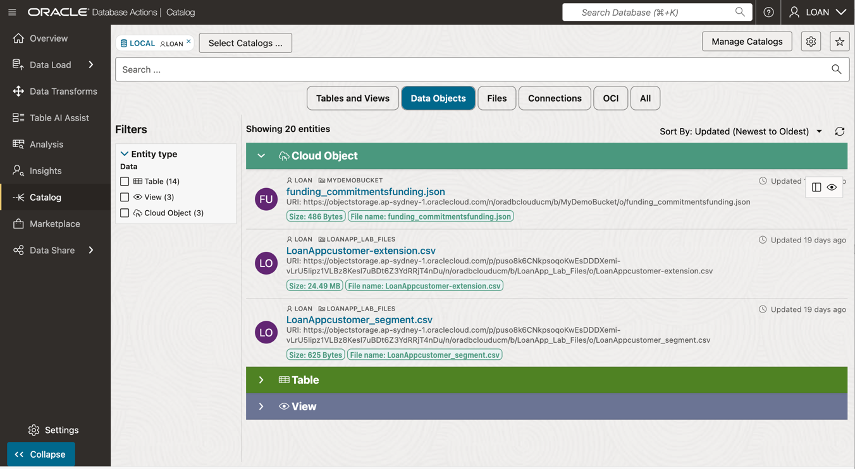 ORACLE Database Actions | Catalog
Search Database (⌘+K)
LOAN
Overview
Data Load
Data Transforms
Table AI Assist
Analysis
Insights
Catalog
Marketplace
Data Share
Settings
Collapse
LOCAL LOAN
Select Catalogs ...
Manage Catalogs
Search ...
Tables and Views
Data Objects
Files
Connections
OCI
All
Filters
Entity type
Data
Table (14)
View (3)
Cloud Object (3)
Showing 20 entities
Sort By: Updated (Newest to Oldest)
Cloud Object
FU
LOAN MYDEMOBUCKET
Updated
funding_commitmentsfunding.json
URI: https://objectstorage.ap-sydney-1.oraclecloud.com/n/oradbclouducm/b/MyDemoBucket/o/funding_commitmentsfunding.json
Size: 486 Bytes File name: funding_commitmentsfunding.json
LO
LOAN LOANAPP_LAB_FILES
Updated 19 days ago
LoanAppcustomer-extension.csv
URI: https://objectstorage.ap-sydney-1.oraclecloud.com/p/puso8k6CNkpsoqoKwEsDDDXemi-
vLrU5lipz1VLBz8Kesl7uBDt6Z3YdRRjT4nDu/n/oradbclouducm/b/LoanApp_Lab_Files/o/LoanAppcustomer-extension.csv
Size: 24.49 MB File name: LoanAppcustomer-extension.csv
LO
LOAN LOANAPP_LAB_FILES
Updated 19 days ago
LoanAppcustomer_segment.csv
URI: https://objectstorage.ap-sydney-1.oraclecloud.com/p/puso8k6CNkpsoqoKwEsDDDXemi-
vLrU5lipz1VLBz8Kesl7uBDt6Z3YdRRjT4nDu/n/oradbclouducm/b/LoanApp_Lab_Files/o/LoanAppcustomer_segment.csv
Size: 625 Bytes File name: LoanAppcustomer_segment.csv
Table
View